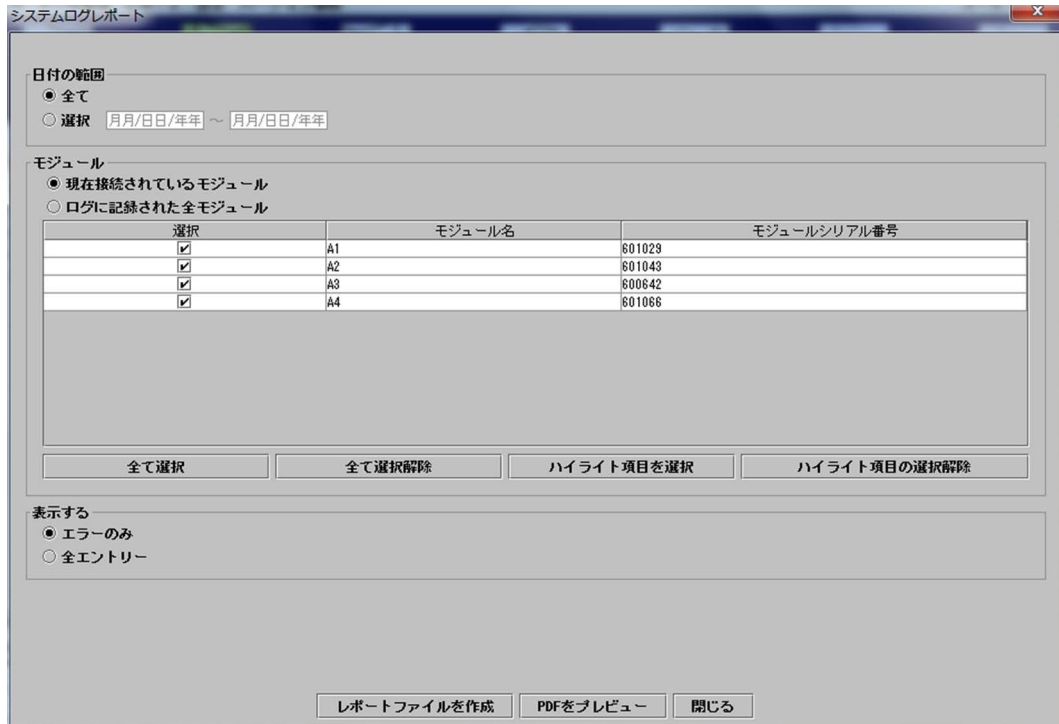 システムログレポート
日付の範囲
全て
選択 月月/日日/年年 ～ 月月/日日/年年
モジュール
現在接続されているモジュール
ログに記録された全モジュール
選択 モジュール名 モジュールシリアル番号
A1 601029
A2 601043
A3 600642
A4 601066
全て選択 全て選択解除 ハイライト項目を選択 ハイライト項目の選択解除
表示する
エラーのみ
全エントリー
レポートファイルを作成 PDFをプレビュー 閉じる